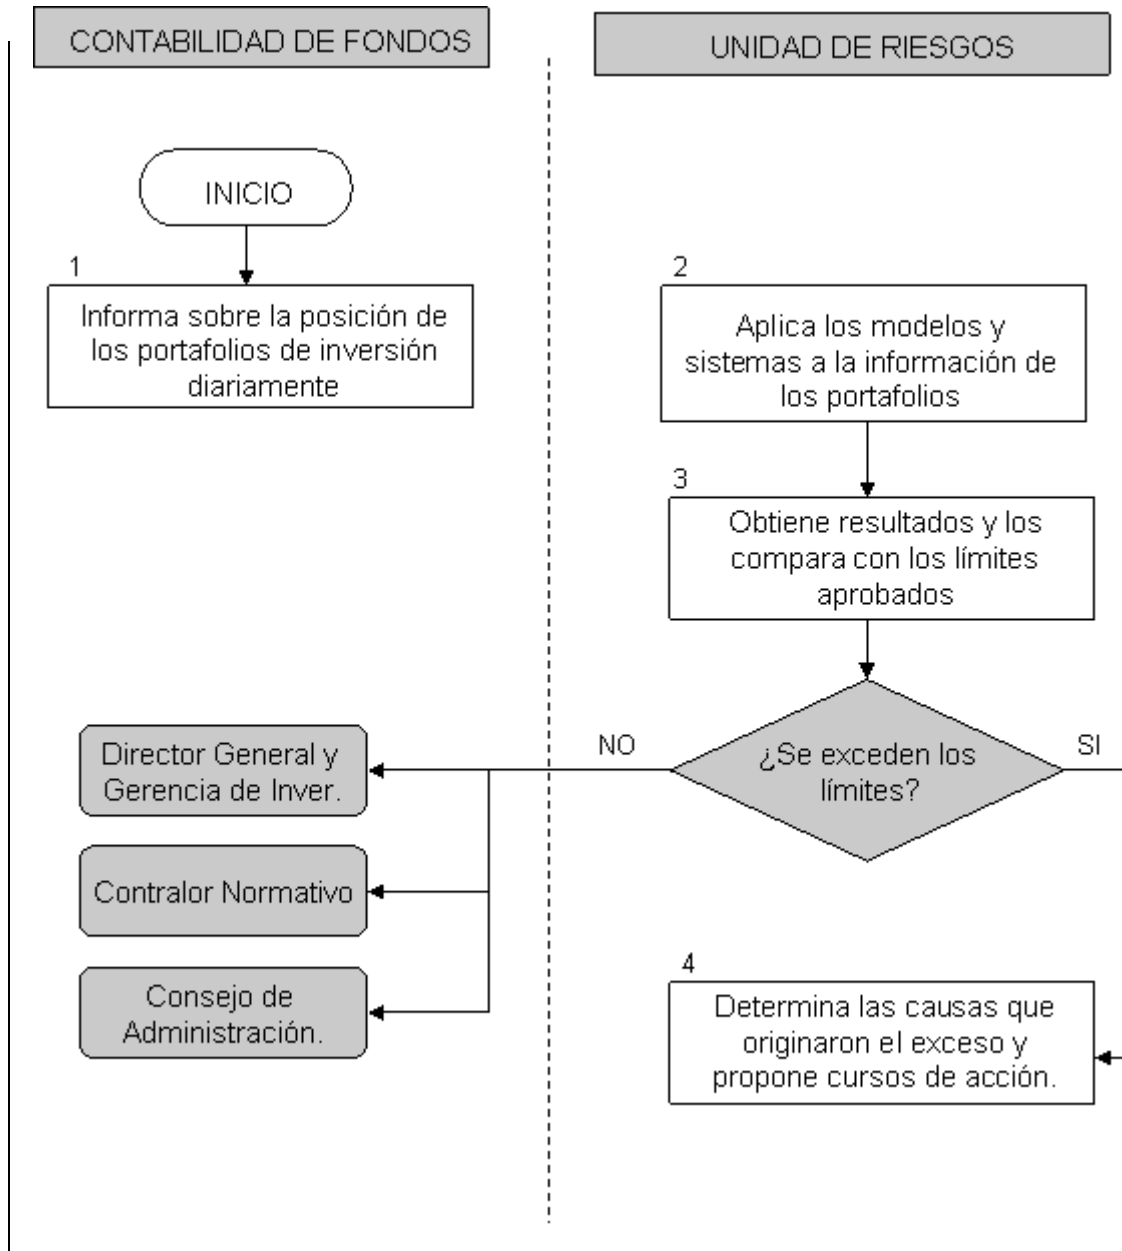 CONTABILIDAD DE FONDOS
UNIDAD DE RIESGOS
INICIO
1
Informa sobre la posición de
los portafolios de inversión
diariamente
2
Aplica los modelos y
sistemas a la información de
los portafolios
3
Obtiene resultados y los
compara con los límites
aprobados
¿Se exceden los
límites?
NO
SI
Director General y
Gerencia de Inver.
Contralor Normativo
Consejo de
Administración.
4
Determina las causas que
originaron el exceso y
propone cursos de acción.